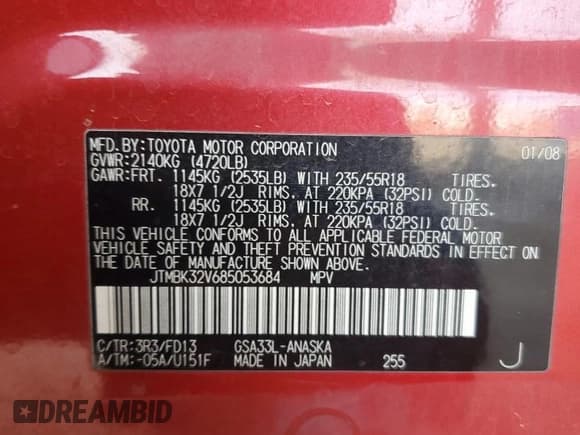 MFD.BY:TOYOTA MOTOR CORPORATION 01/08
GVWR:2140KG (4720LB)
GAWR:FRT. 1145KG (2535LB) WITH 235/55R18 TIRES.
18X7 1/2J RIMS. AT 220KPA (32PSI) COLD.
RR. 1145KG (2535LB) WITH 235/55R18 TIRES.
18X7 1/2J RIMS. AT 220KPA (32PSI) COLD.
THIS VEHICLE CONFORMS TO ALL APPLICABLE FEDERAL MOTOR
VEHICLE SAFETY AND THEFT PREVENTION STANDARDS IN EFFECT
ON THE DATE OF MANUFACTURE SHOWN ABOVE.
JTMBK32V685053684 MPV
C/TR:3R3/FD13 GSA33L-ANASKA
A/TM:-05A/U151F MADE IN JAPAN 255 J
DREAMBID